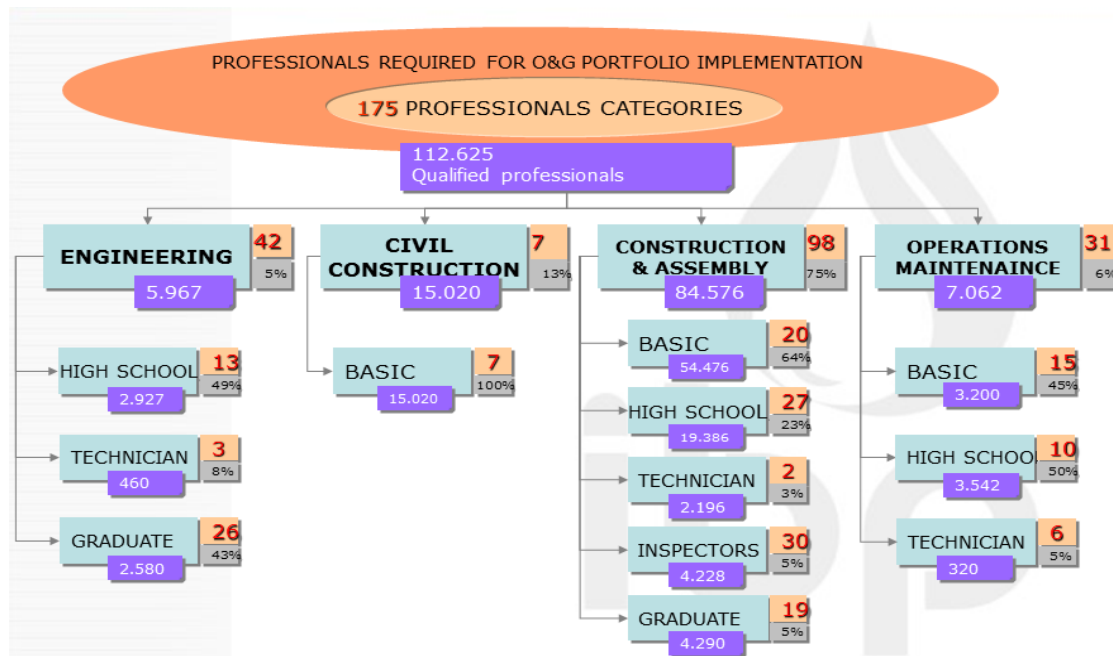 PROFESSIONALS REQUIRED FOR O&G PORTFOLIO IMPLEMENTATION
175 PROFESSIONALS CATEGORIES
112.625
Qualified professionals
ENGINEERING
42
5%
5.967
HIGH SCHOOL
13
49%
2.927
TECHNICIAN
3
8%
460
GRADUATE
26
43%
2.580
CIVIL
CONSTRUCTION
7
13%
15.020
BASIC
7
100%
15.020
CONSTRUCTION
& ASSEMBLY
98
75%
84.576
BASIC
20
64%
54.476
HIGH SCHOOL
27
23%
19.386
TECHNICIAN
2
3%
2.196
INSPECTORS
30
5%
4.228
GRADUATE
19
5%
4.290
OPERATIONS
MAINTENAINCE
31
6%
7.062
BASIC
15
45%
3.200
HIGH SCHOOL
10
50%
3.542
TECHNICIAN
6
5%
320
ibp